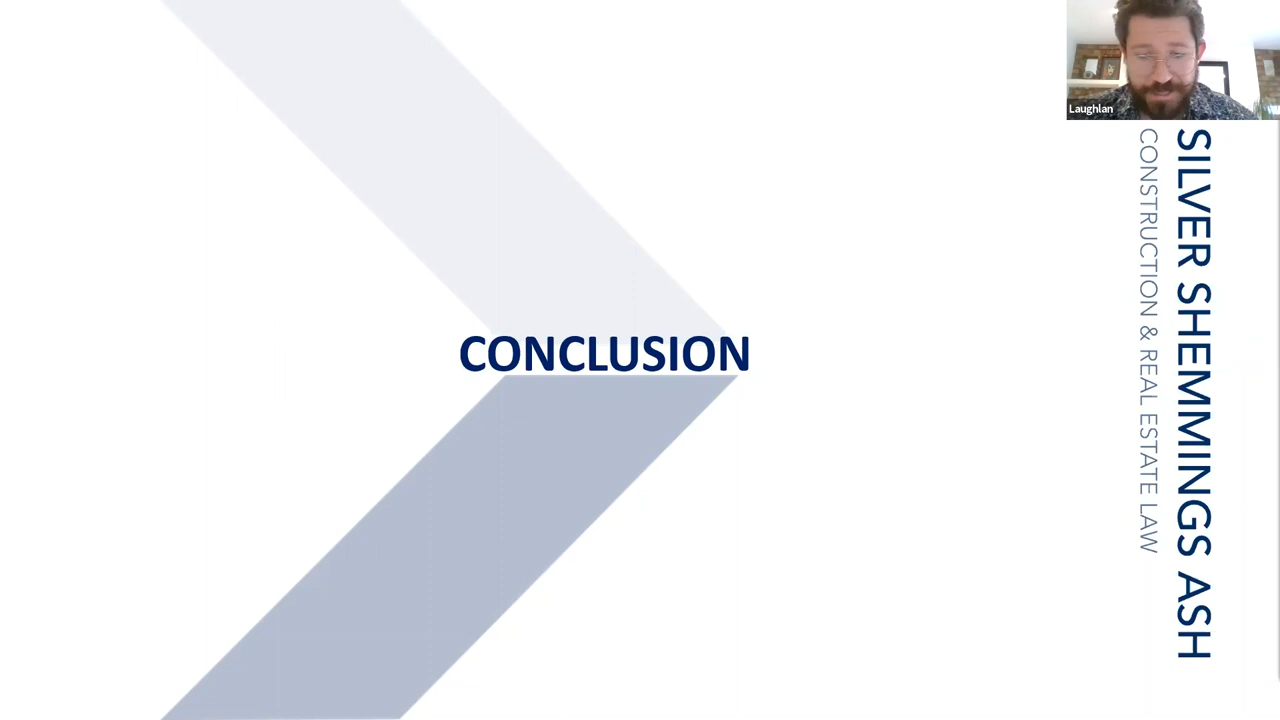 Laughlan
CONCLUSION
SILVER SHEMMINGS ASH
CONSTRUCTION & REAL ESTATE LAW